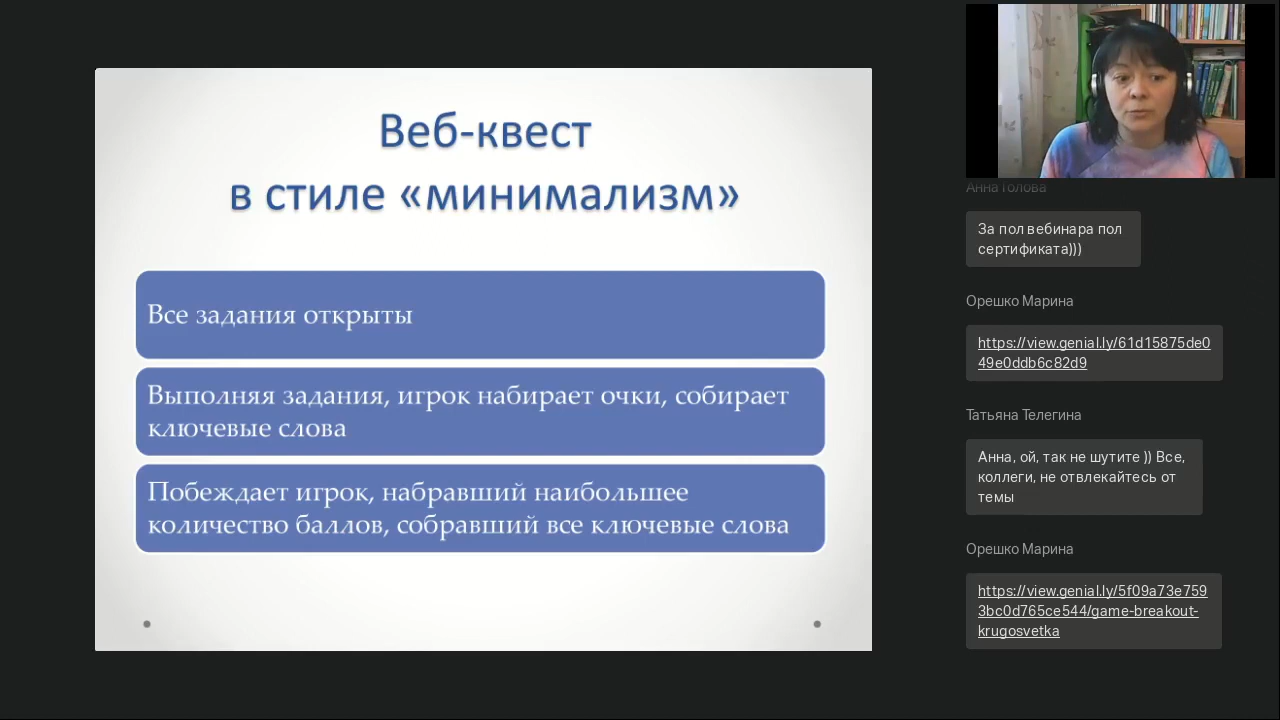 Веб-квест
в стиле «минимализм»
Все задания открыты
Выполняя задания, игрок набирает очки, собирает
ключевые слова
Побеждает игрок, набравший наибольшее
количество баллов, собравший все ключевые слова
Анна Голова
За пол вебинара пол
сертификата)))
Орешко Марина
https://view.genial.ly/61d15875de0
49e0ddb6c82d9
Татьяна Телегина
Анна, ой, так не шутите )) Все,
коллеги, не отвлекайтесь от
темы
Орешко Марина
https://view.genial.ly/5f09a73e759
3bc0d765ce544/game-breakout-
krugosvetka